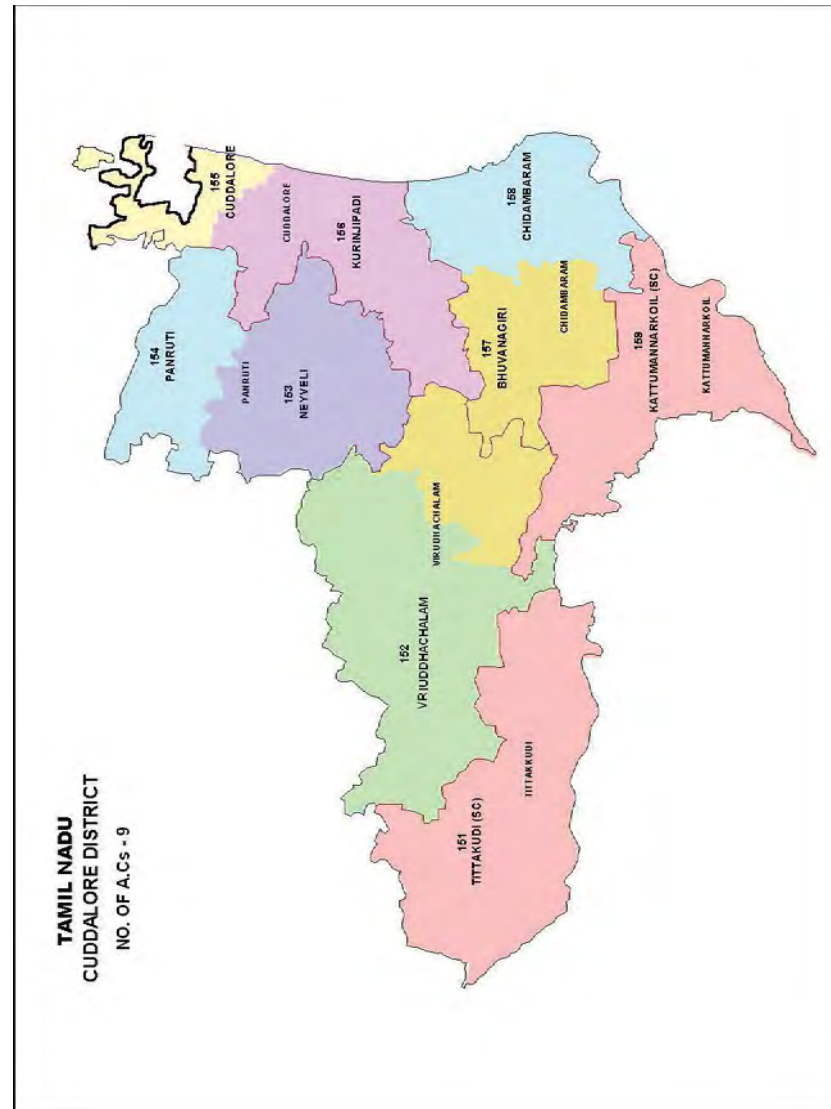 TAMIL NADU
CUDDALORE DISTRICT
NO. OF A.Cs - 9
155
CUDDALORE
CUDDALORE
156
KURINJIPADI
158
CHIDAMBARAM
154
PANRUTI
PANRUTI
153
NEYVELI
157
BHUVANAGIRI
CHIDAMBARAM
159
KATTUMANNARKOIL (SC)
KATTUMANNARKOIL
VIRUDHACHALAM
152
VRIUDDHACHALAM
151
TITTAKUDI (SC)
TITTAKKUDI